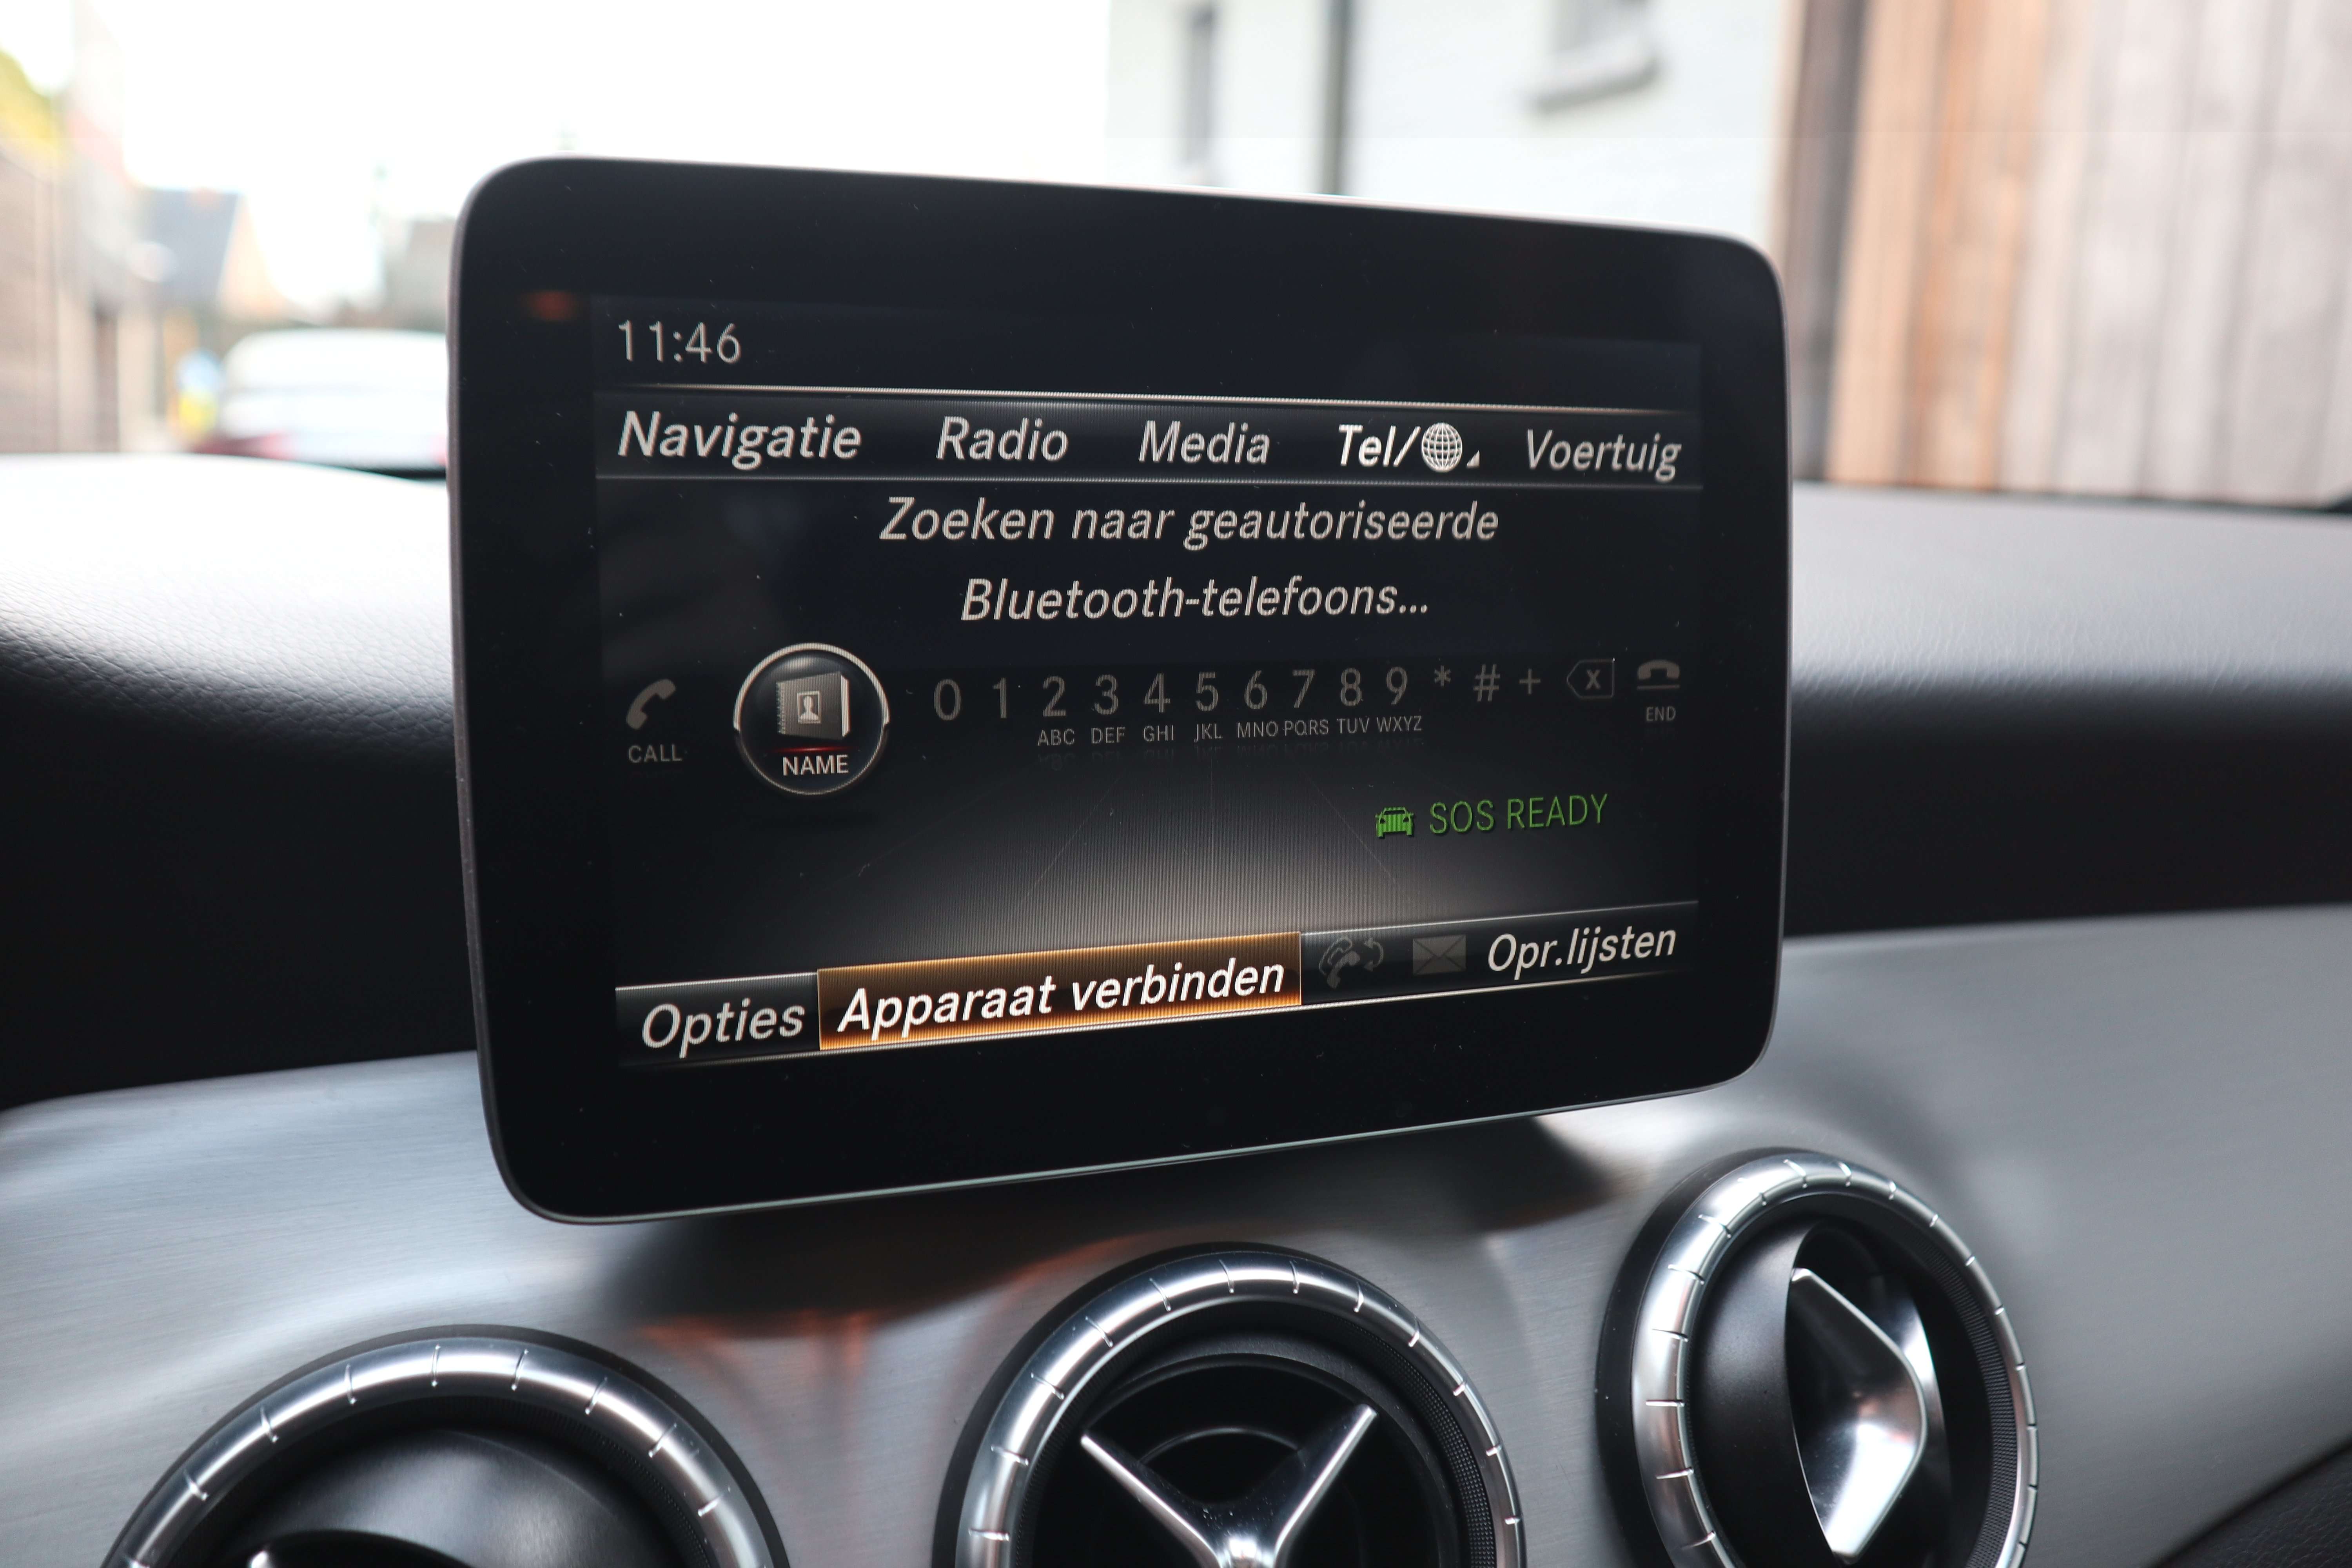 11:46
Navigatie Radio Media Tel/ Voertuig
Zoeken naar geautoriseerde
Bluetooth-telefoons...
0 1 2 3 4 5 6 7 8 9 * # + X
CALL NAME ABC DEF GHI JKL MNO PQRS TUV WXYZ END
SOS READY
Opties Apparaat verbinden Opr.lijsten